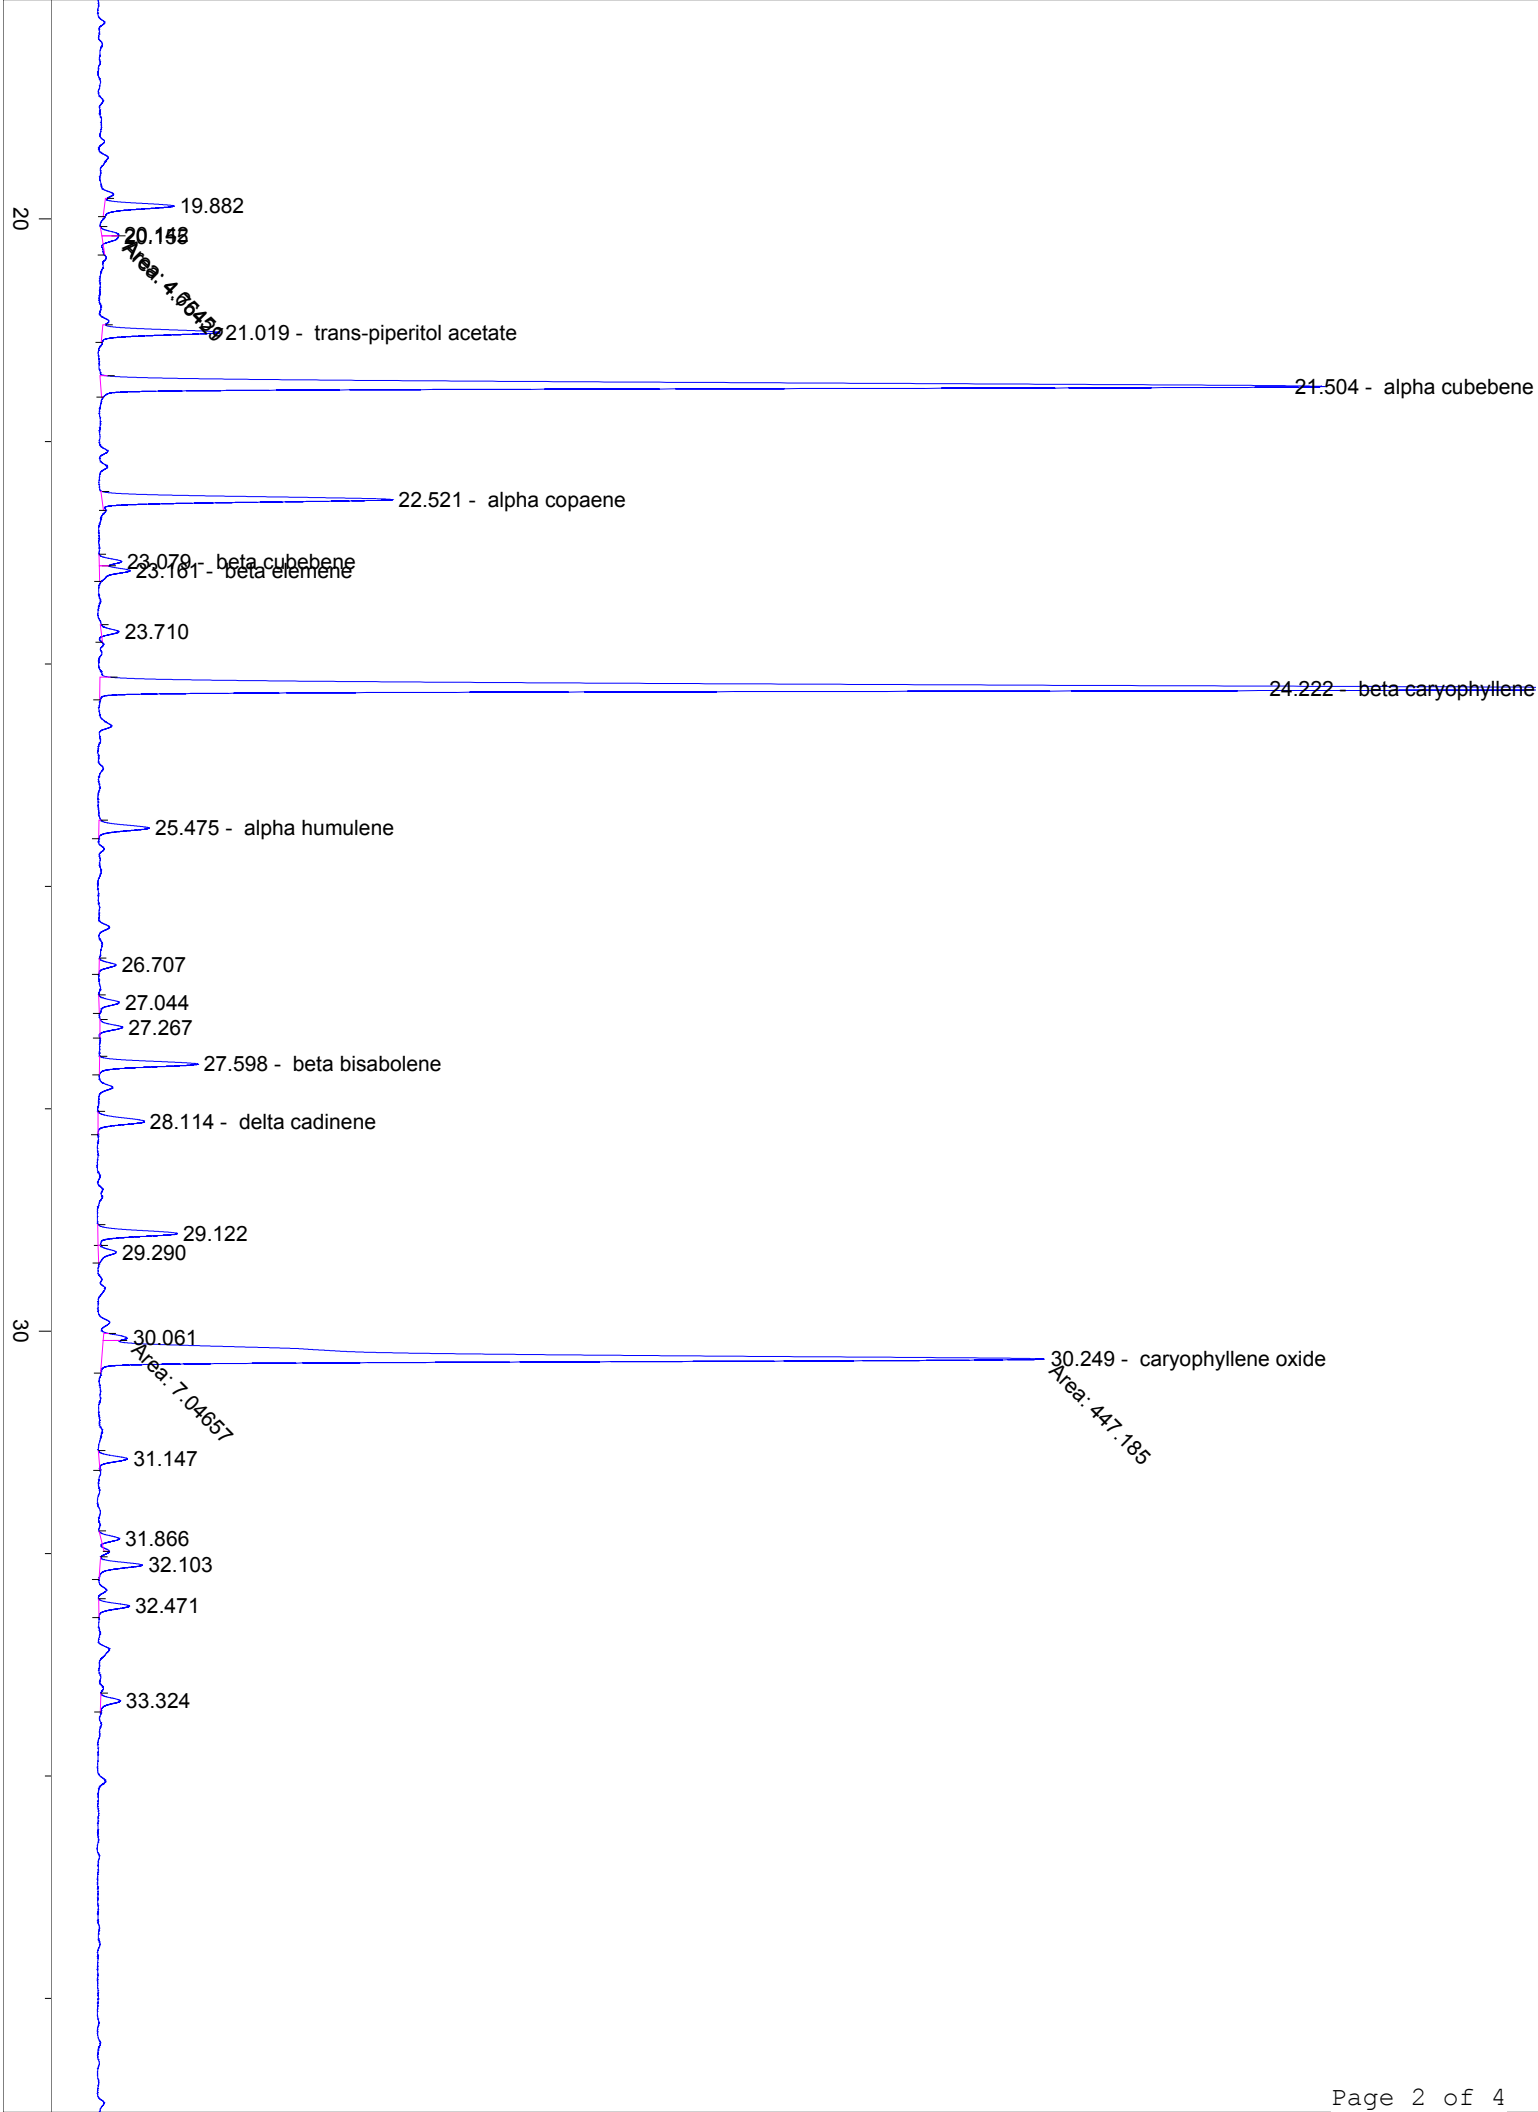 20
19.882
21.019 - trans-piperitol acetate
21.504 - alpha cubebene
22.521 - alpha copaene
23.079 - beta cubebene
23.161 - beta elemene
23.710
24.222 - beta caryophyllene
25.475 - alpha humulene
26.707
27.044
27.267
27.598 - beta bisabolene
28.114 - delta cadinene
29.122
29.290
30
30.061
Area: 7.04657
30.249 - caryophyllene oxide
Area: 447.185
31.147
31.866
32.103
32.471
33.324
Page 2 of 4